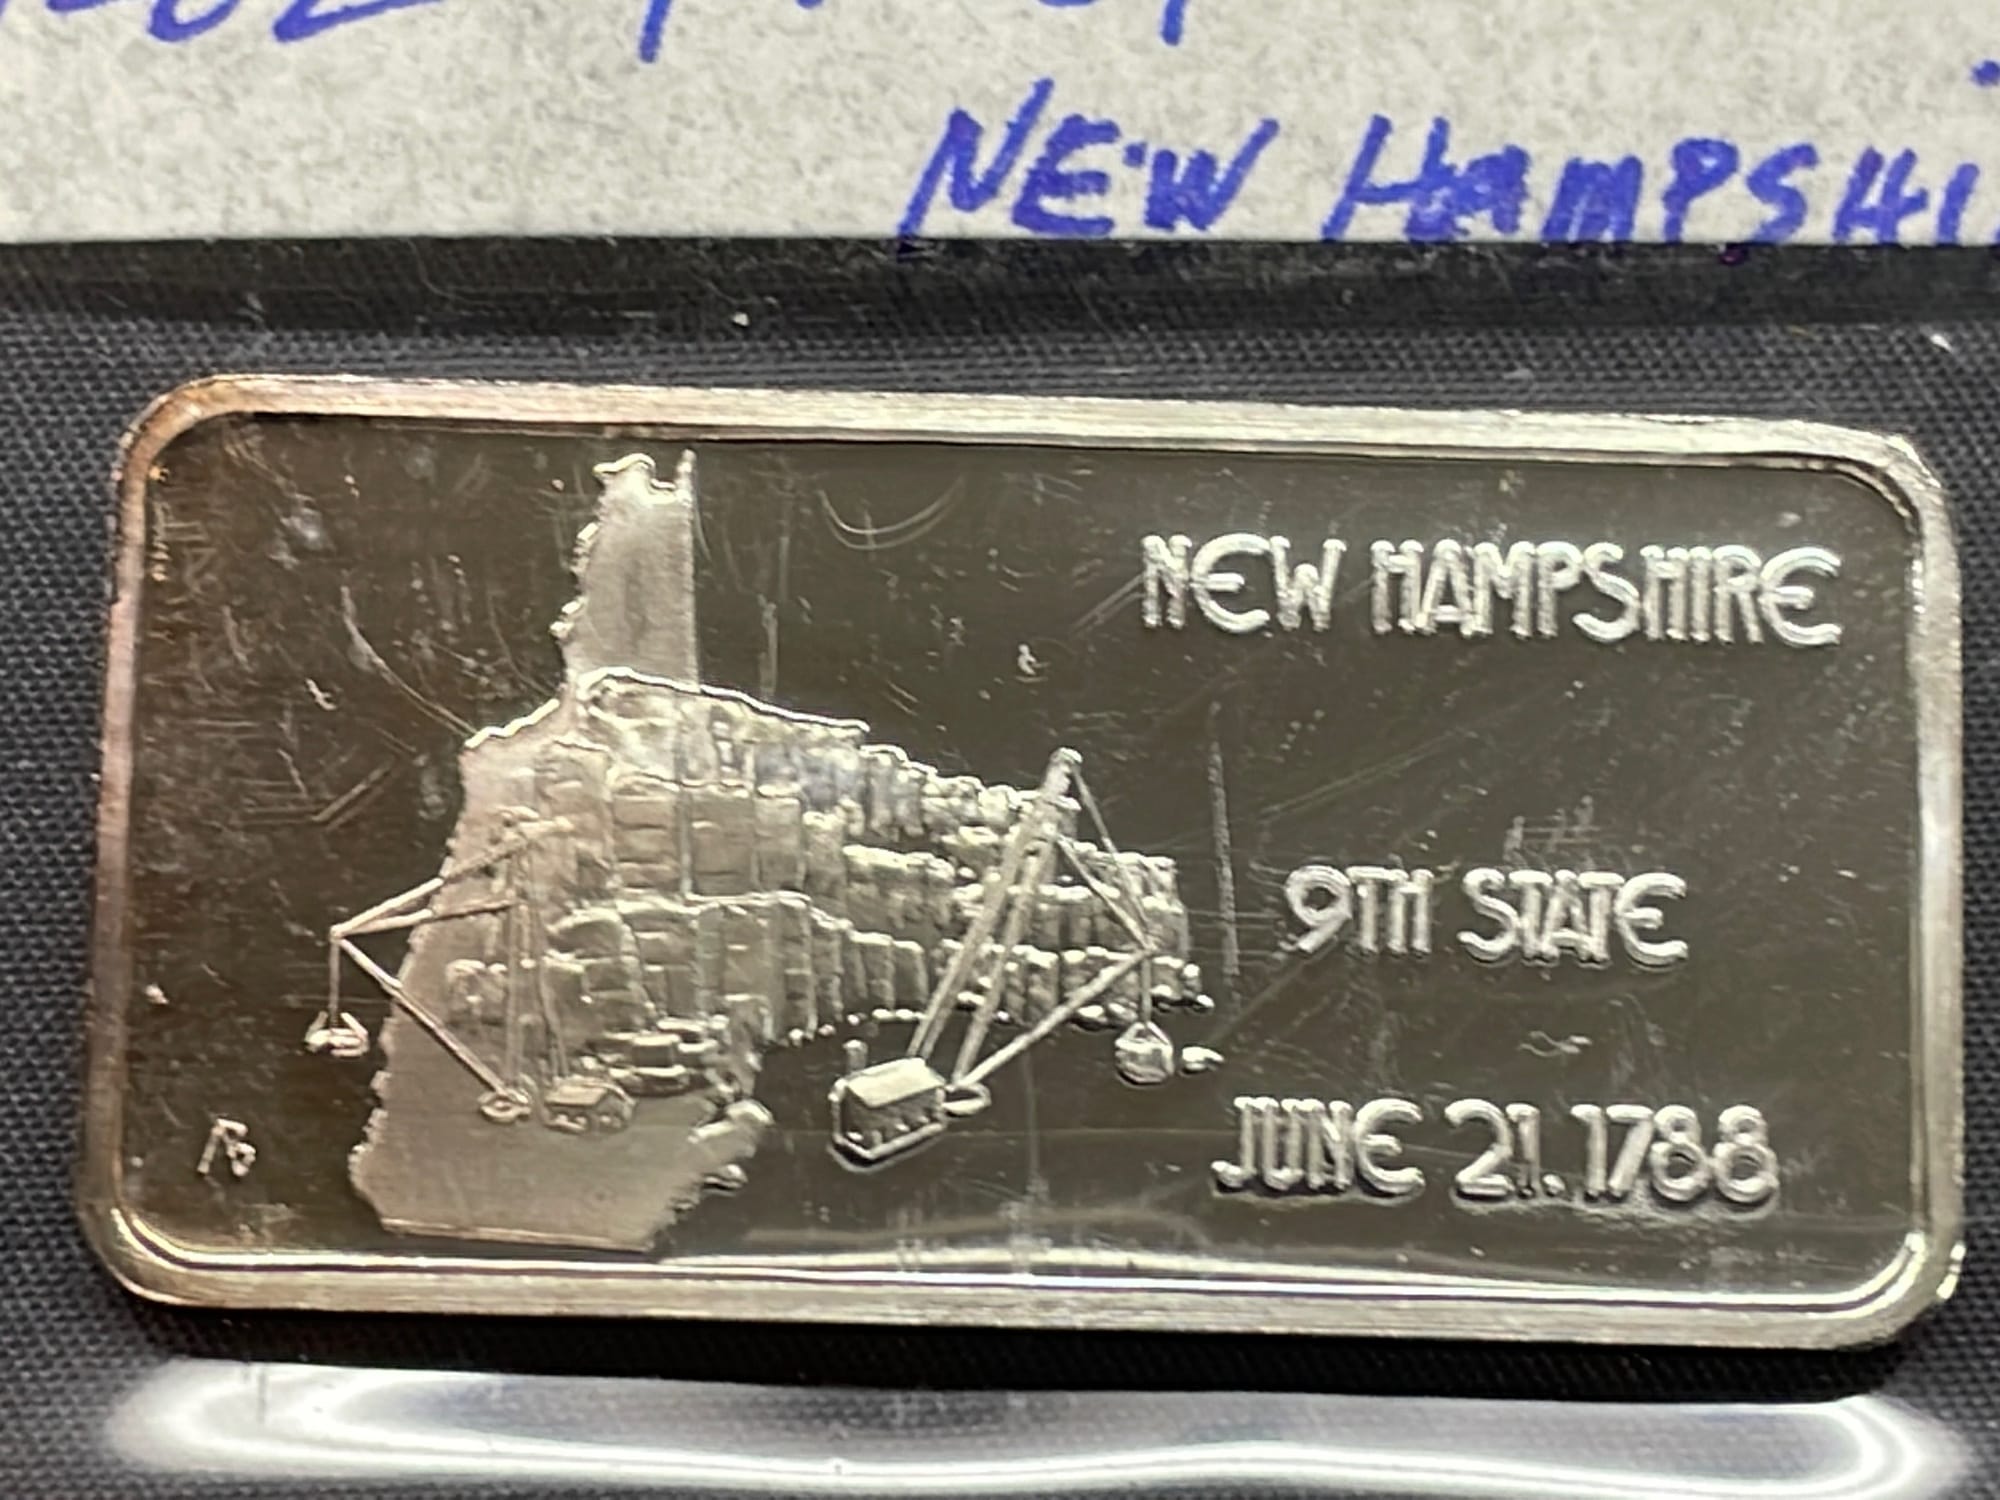 NEW HAMPSHI
NEW HAMPSHIRE
9TH STATE
JUNE 21.1788